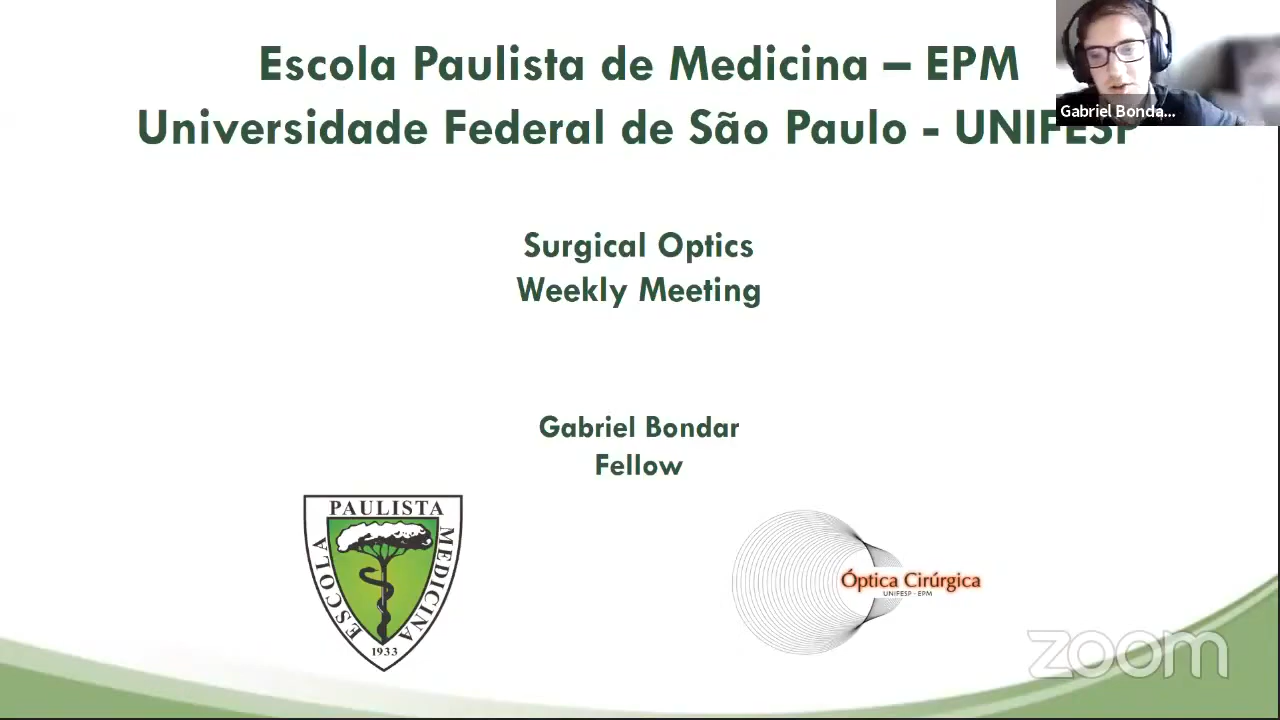 Escola Paulista de Medicina – EPM
Universidade Federal de São Paulo - UNIFESP
Gabriel Bonda...
Surgical Optics
Weekly Meeting
Gabriel Bondar
Fellow
ESCOLA PAULISTA MEDICINA
1933
Óptica Cirúrgica
UNIFESP - EPM
zoom